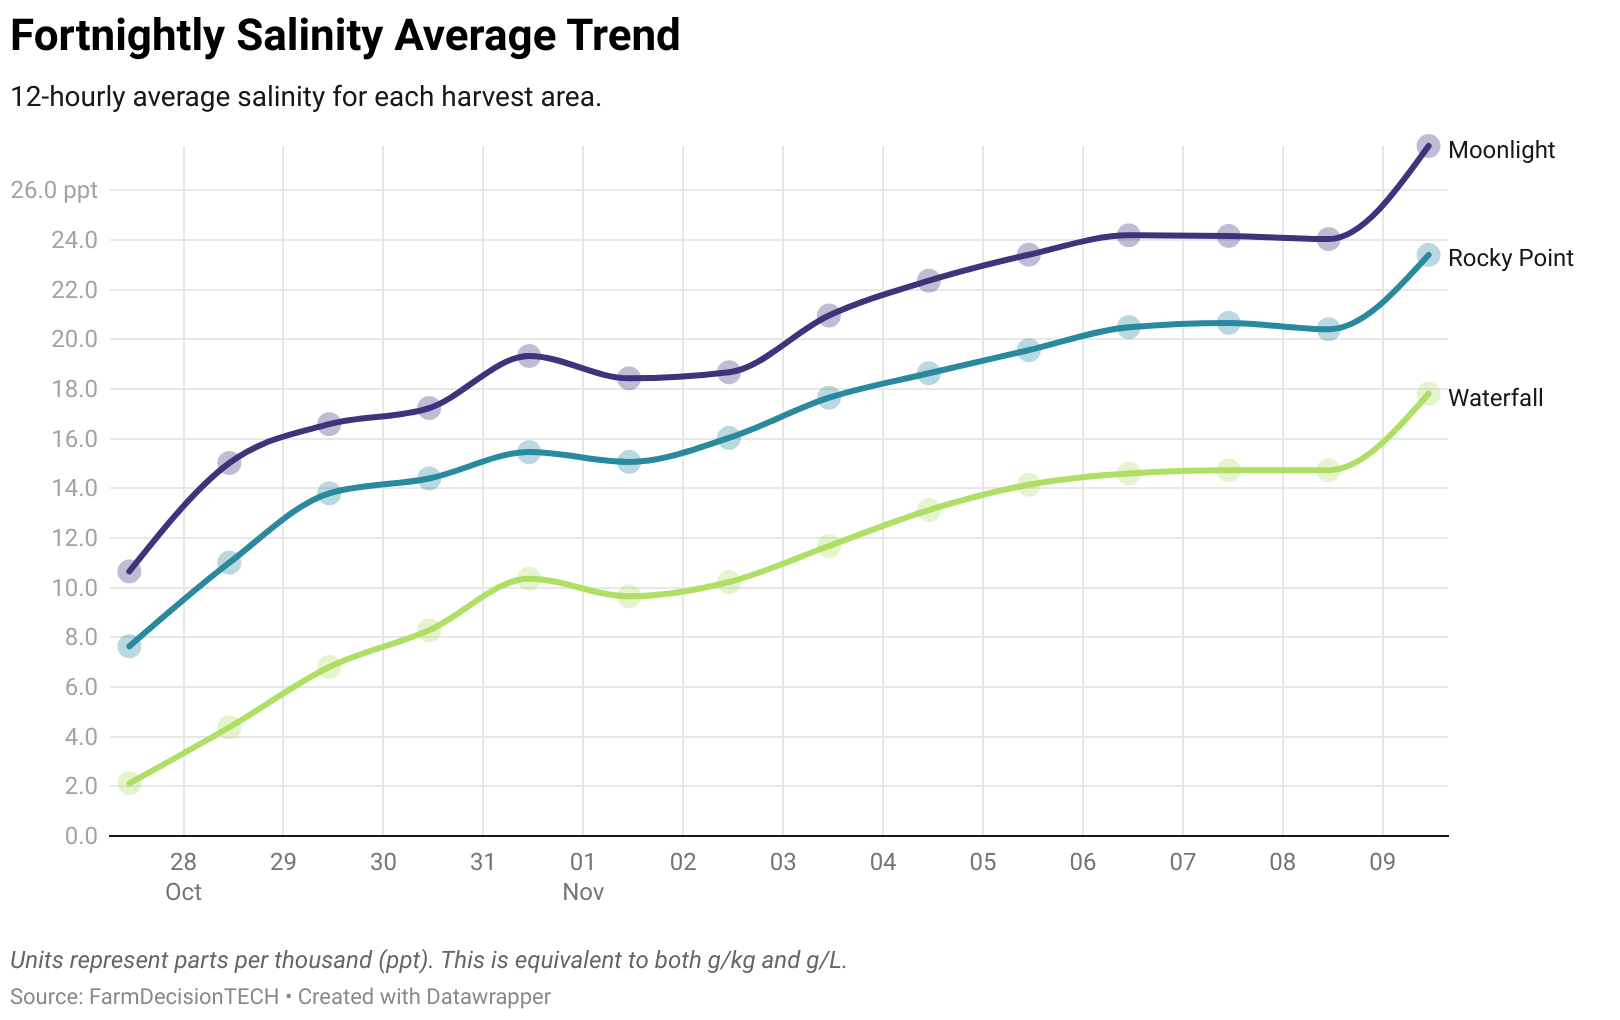 Fortnightly Salinity Average Trend
12-hourly average salinity for each harvest area.
Moonlight
26.0 ppt
24.0
Rocky Point
22.0
20.0
18.0
Waterfall
16.0
14.0
12.0
10.0
8.0
6.0
4.0
2.0
0.0
28 29 30 31 01 02 03 04 05 06 07 08 09
Oct Nov
Units represent parts per thousand (ppt). This is equivalent to both g/kg and g/L.
Source: FarmDecisionTECH • Created with Datawrapper